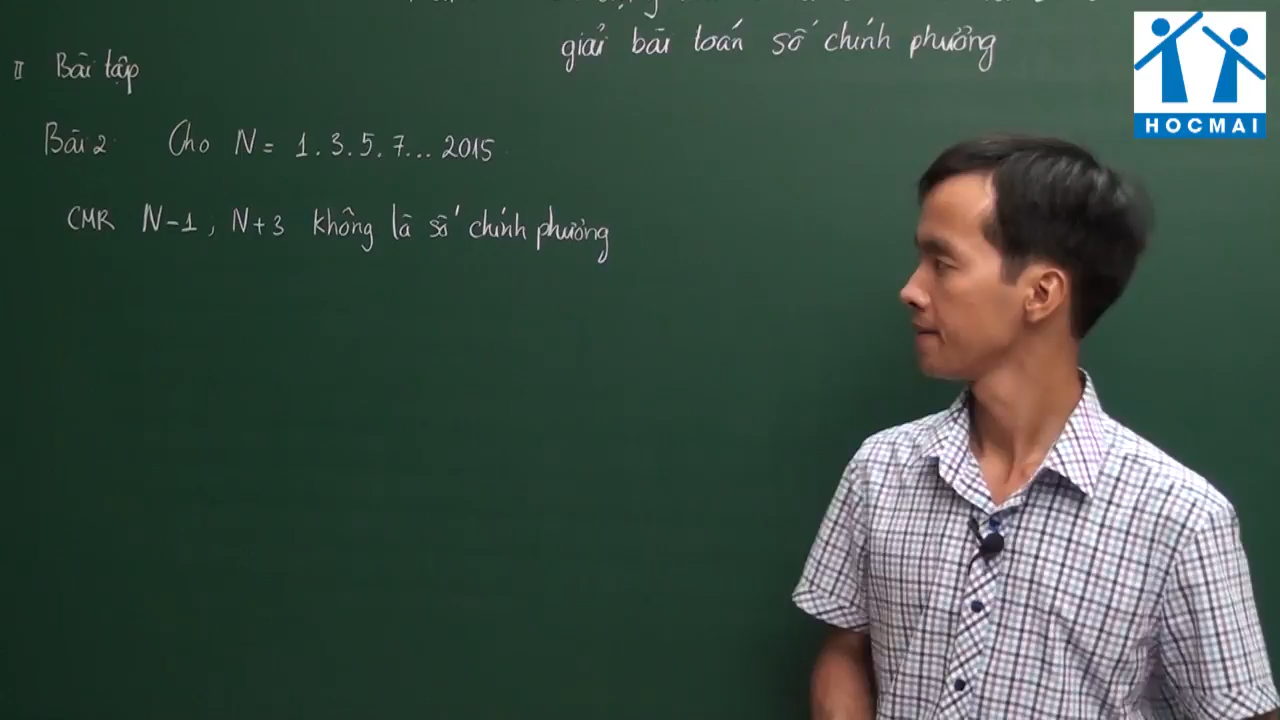 giải bài toán số chính phương
II Bài tập
Bài 2. Cho N = 1.3.5.7... 2015
CMR N-1, N+3 không là số chính phương
HOCMAI